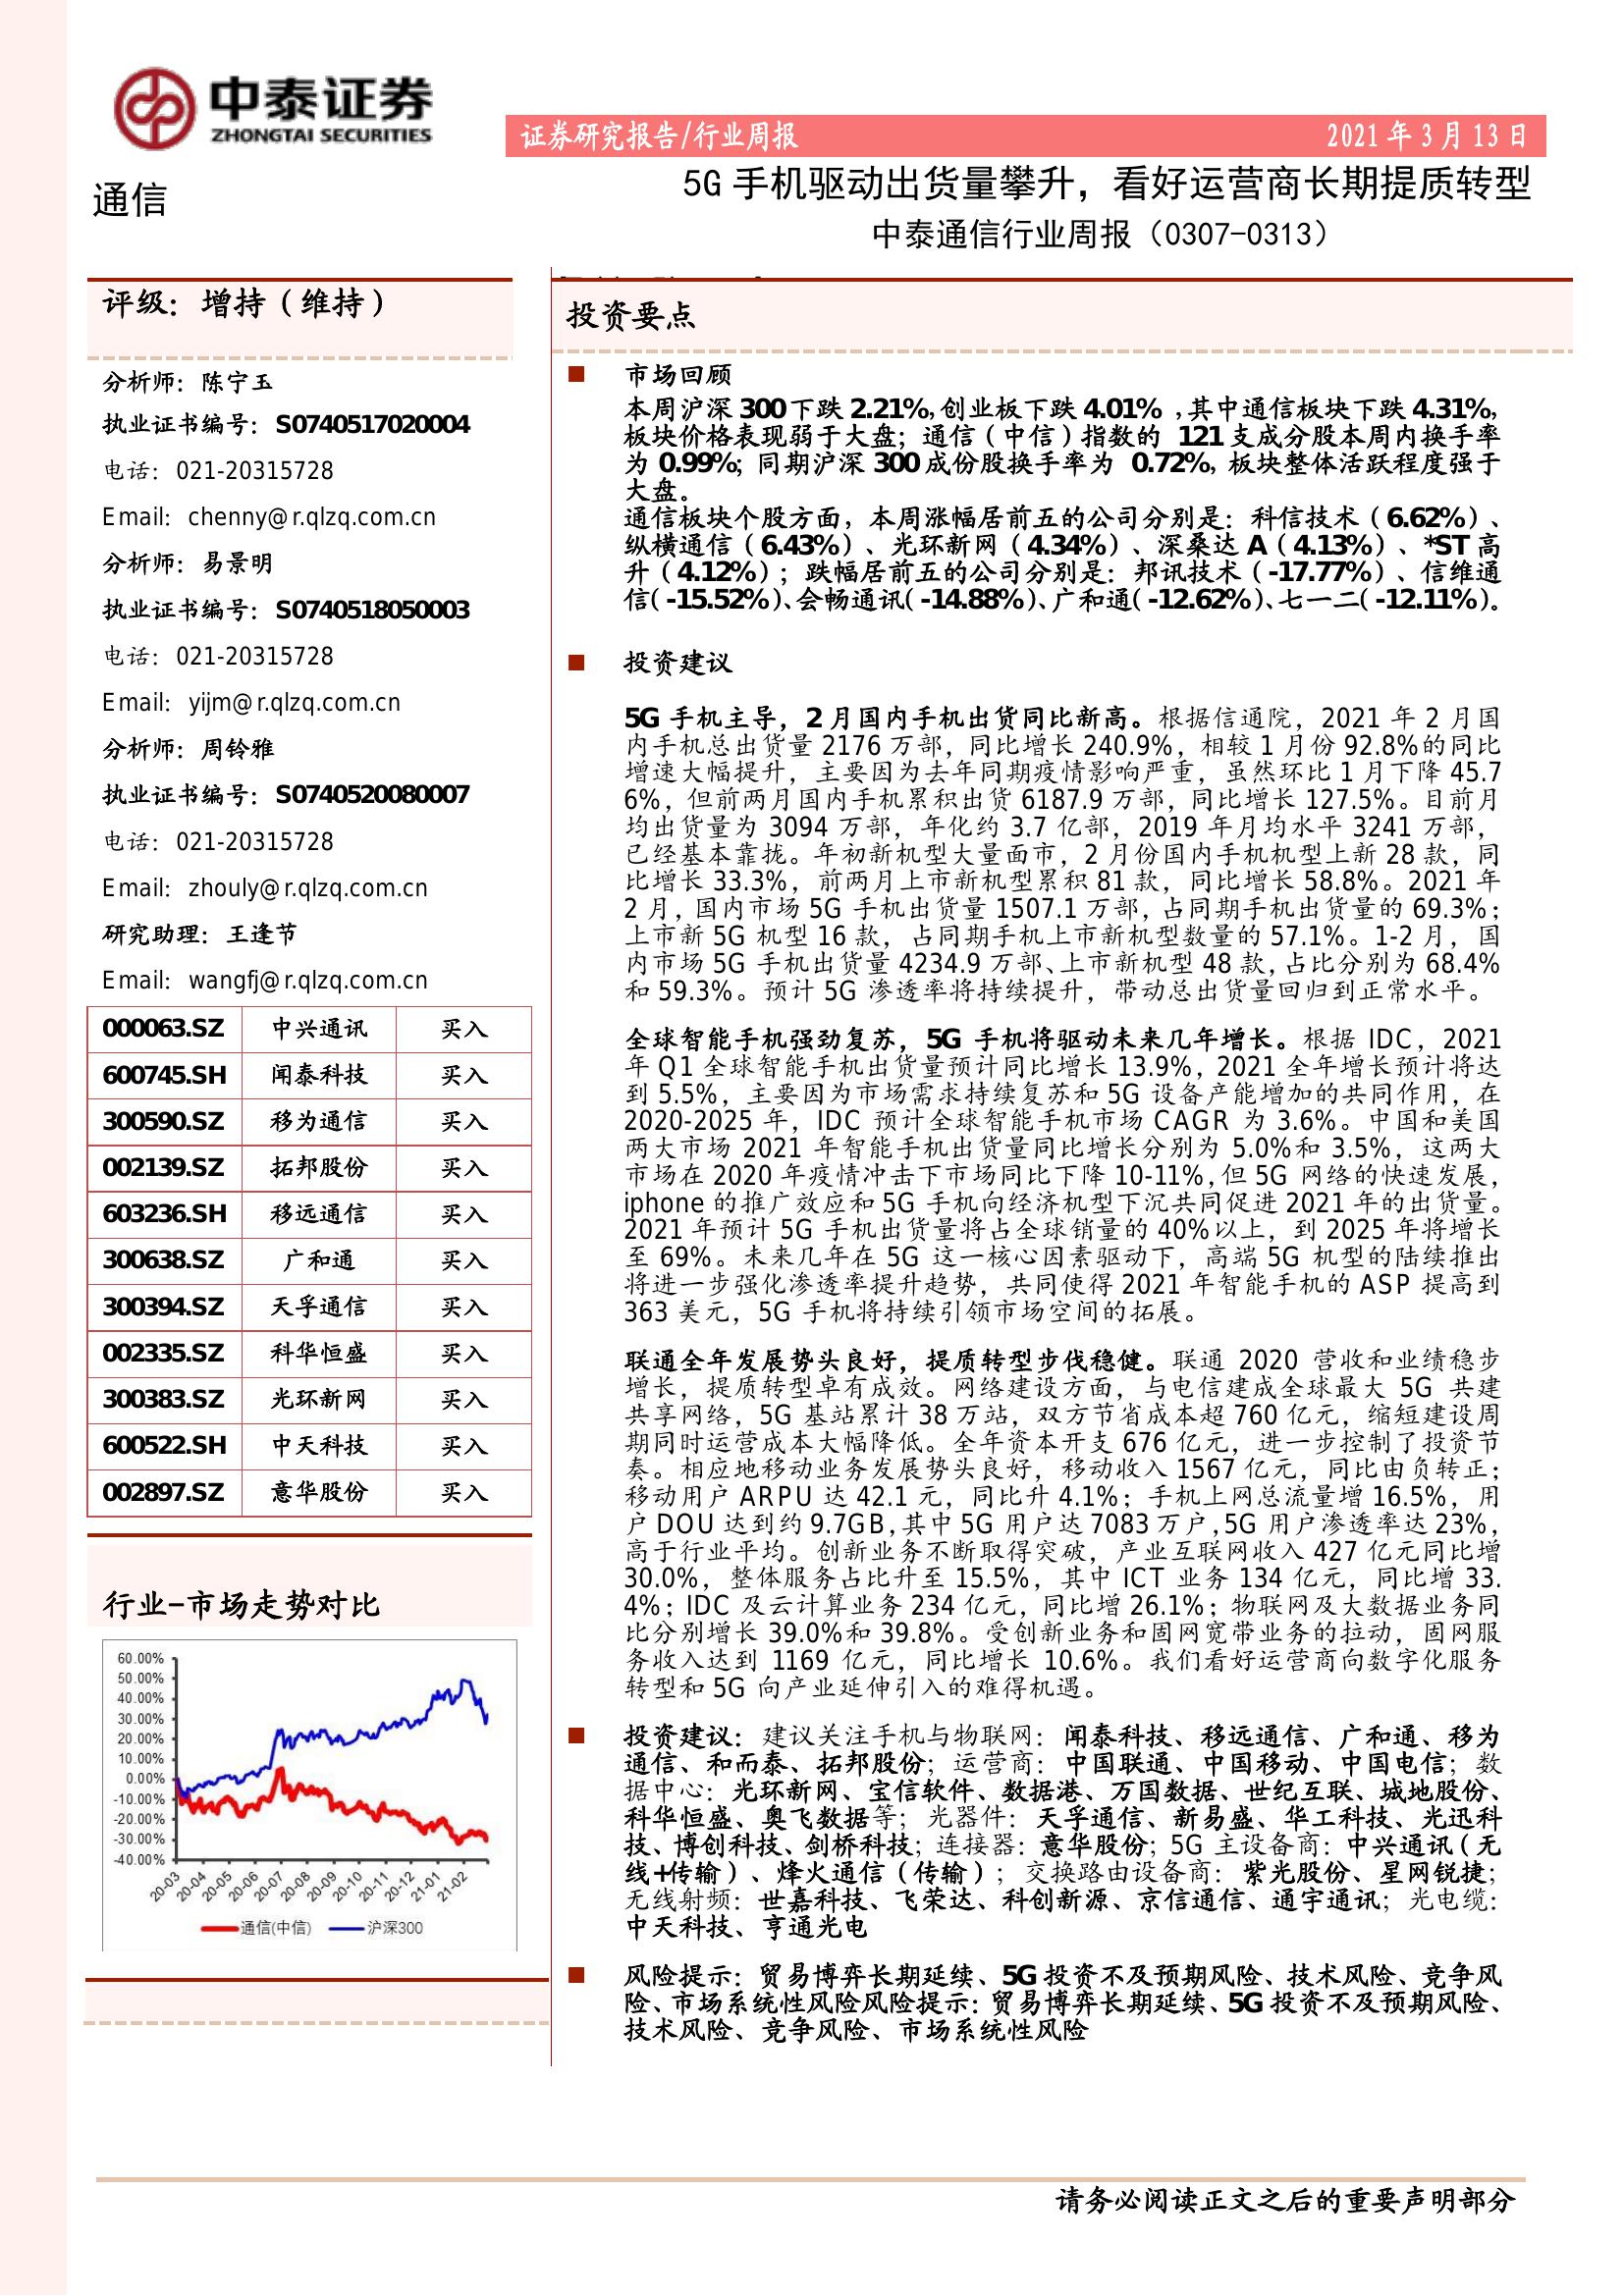 中泰证券
ZHONGTAI SECURITIES
证券研究报告/行业周报
2021 年 3 月 13 日
通信
5G 手机驱动出货量攀升，看好运营商长期提质转型
中泰通信行业周报（0307-0313）
评级：增持（维持）
分析师：陈宁玉
执业证书编号：S0740517020004
电话：021-20315728
Email：chenny@r.qlzq.com.cn
分析师：易景明
执业证书编号：S0740518050003
电话：021-20315728
Email：yijm@r.qlzq.com.cn
分析师：周铃雅
执业证书编号：S0740520080007
电话：021-20315728
Email：zhouly@r.qlzq.com.cn
研究助理：王逢节
Email：wangfj@r.qlzq.com.cn
000063.SZ 中兴通讯 买入
600745.SH 闻泰科技 买入
300590.SZ 移为通信 买入
002139.SZ 拓邦股份 买入
603236.SH 移远通信 买入
300638.SZ 广和通 买入
300394.SZ 天孚通信 买入
002335.SZ 科华恒盛 买入
300383.SZ 光环新网 买入
600522.SH 中天科技 买入
002897.SZ 意华股份 买入
行业-市场走势对比
60.00%
50.00%
40.00%
30.00%
20.00%
10.00%
0.00%
-10.00%
-20.00%
-30.00%
-40.00%
20-03 20-04 20-05 20-06 20-07 20-08 20-09 20-10 20-11 20-12 21-01 21-02
通信(中信) 沪深300
投资要点
市场回顾
本周沪深 300 下跌 2.21%，创业板下跌 4.01%，其中通信板块下跌 4.31%，
板块价格表现弱于大盘；通信（中信）指数的 121 支成分股本周内换手率
为 0.99%；同期沪深 300 成份股换手率为 0.72%，板块整体活跃程度强于
大盘。
通信板块个股方面，本周涨幅居前五的公司分别是：科信技术（6.62%）、
纵横通信（6.43%）、光环新网（4.34%）、深桑达 A（4.13%）、*ST 高
升（4.12%）；跌幅居前五的公司分别是：邦讯技术（-17.77%）、信维通
信（-15.52%）、会畅通讯（-14.88%）、广和通（-12.62%）、七一二（-12.11%）。
投资建议
5G 手机主导，2 月国内手机出货同比新高。根据信通院，2021 年 2 月国
内手机总出货量 2176 万部，同比增长 240.9%，相较 1 月份 92.8%的同比
增速大幅提升，主要因为去年同期疫情影响严重，虽然环比 1 月下降 45.7
6%，但前两月国内手机累积出货 6187.9 万部，同比增长 127.5%。目前月
均出货量为 3094 万部，年化约 3.7 亿部，2019 年月均水平 3241 万部，
已经基本靠拢。年初新机型大量面市，2 月份国内手机机型上新 28 款，同
比增长 33.3%，前两月上市新机型累积 81 款，同比增长 58.8%。2021 年
2 月，国内市场 5G 手机出货量 1507.1 万部，占同期手机出货量的 69.3%；
上市新 5G 机型 16 款，占同期手机上市新机型数量的 57.1%。1-2 月，国
内市场 5G 手机出货量 4234.9 万部、上市新机型 48 款，占比分别为 68.4%
和 59.3%。预计 5G 渗透率将持续提升，带动总出货量回归到正常水平。
全球智能手机强劲复苏，5G 手机将驱动未来几年增长。根据 IDC，2021
年 Q1 全球智能手机出货量预计同比增长 13.9%，2021 全年增长预计将达
到 5.5%，主要因为市场需求持续复苏和 5G 设备产能增加的共同作用，在
2020-2025 年，IDC 预计全球智能手机市场 CAGR 为 3.6%。中国和美国
两大市场 2021 年智能手机出货量同比增长分别为 5.0%和 3.5%，这两大
市场在 2020 年疫情冲击下市场同比下降 10-11%，但 5G 网络的快速发展，
iphone 的推广效应和 5G 手机向经济机型下沉共同促进 2021 年的出货量。
2021 年预计 5G 手机出货量将占全球销量的 40%以上，到 2025 年将增长
至 69%。未来几年在 5G 这一核心因素驱动下，高端 5G 机型的陆续推出
将进一步强化渗透率提升趋势，共同使得 2021 年智能手机的 ASP 提高到
363 美元，5G 手机将持续引领市场空间的拓展。
联通全年发展势头良好，提质转型步伐稳健。联通 2020 营收和业绩稳步
增长，提质转型卓有成效。网络建设方面，与电信建成全球最大 5G 共建
共享网络，5G 基站累计 38 万站，双方节省成本超 760 亿元，缩短建设周
期同时运营成本大幅降低。全年资本开支 676 亿元，进一步控制了投资节
奏。相应地移动业务发展势头良好，移动收入 1567 亿元，同比由负转正；
移动用户 ARPU 达 42.1 元，同比升 4.1%；手机上网总流量增 16.5%，用
户 DOU 达到约 9.7GB，其中 5G 用户达 7083 万户，5G 用户渗透率达 23%，
高于行业平均。创新业务不断取得突破，产业互联网收入 427 亿元同比增
30.0%，整体服务占比升至 15.5%，其中 ICT 业务 134 亿元，同比增 33.
4%；IDC 及云计算业务 234 亿元，同比增 26.1%；物联网及大数据业务同
比分别增长 39.0%和 39.8%。受创新业务和固网宽带业务的拉动，固网服
务收入达到 1169 亿元，同比增长 10.6%。我们看好运营商向数字化服务
转型和 5G 向产业延伸引入的难得机遇。
投资建议：建议关注手机与物联网：闻泰科技、移远通信、广和通、移为
通信、和而泰、拓邦股份；运营商：中国联通、中国移动、中国电信；数
据中心：光环新网、宝信软件、数据港、万国数据、世纪互联、城地股份、
科华恒盛、奥飞数据等；光器件：天孚通信、新易盛、华工科技、光迅科
技、博创科技、剑桥科技；连接器：意华股份；5G 主设备商：中兴通讯（无
线+传输）、烽火通信（传输）；交换路由设备商：紫光股份、星网锐捷；
无线射频：世嘉科技、飞荣达、科创新源、京信通信、通宇通讯；光电缆：
中天科技、亨通光电
风险提示：贸易博弈长期延续、5G 投资不及预期风险、技术风险、竞争风
险、市场系统性风险风险提示：贸易博弈长期延续、5G 投资不及预期风险、
技术风险、竞争风险、市场系统性风险
请务必阅读正文之后的重要声明部分